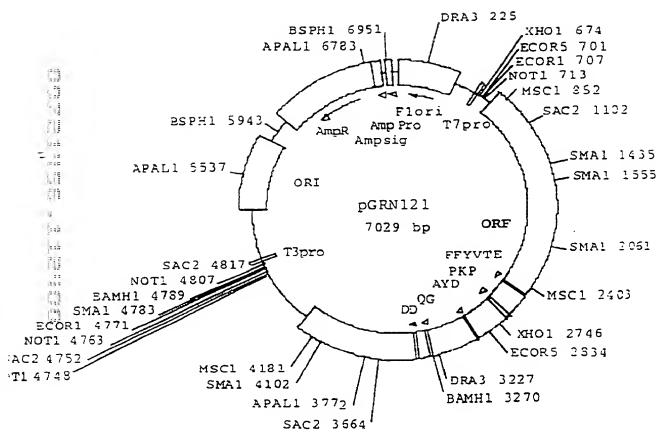 BSPH1 6951
APAL1 6783
DRA3 225
XHO1 674
ECOR5 701
ECOR1 707
NOT1 713
MSC1 852
SAC2 1102
SMA1 1435
SMA1 1555
SMA1 2061
MSC1 2403
XHO1 2746
ECOR5 2834
DRA3 3227
BAMH1 3270
SAC2 3664
APAL1 3772
SMA1 4102
MSC1 4181
SAC2 4752
NOT1 4763
ECOR1 4771
SMA1 4783
BAMH1 4789
NOT1 4807
SAC2 4817
APAL1 5537
BSPH1 5943
AmpR
Ampsig
Amp Pro
F1ori
T7pro
ORI
pGRN121
7029 bp
ORF
T3pro
FFYVTE
PKP
AYD
QG
DD